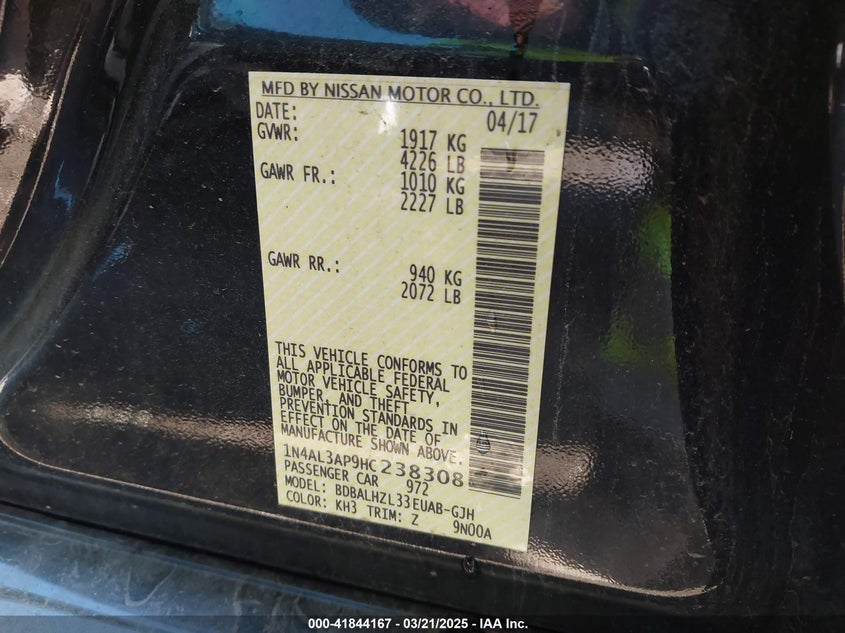 MFD BY NISSAN MOTOR CO., LTD.
DATE: 04/17
GVWR: 1917 KG
4226 LB
GAWR FR.: 1010 KG
2227 LB
GAWR RR.: 940 KG
2072 LB
THIS VEHICLE CONFORMS TO
ALL APPLICABLE FEDERAL
MOTOR VEHICLE SAFETY,
BUMPER, AND THEFT
PREVENTION STANDARDS IN
EFFECT ON THE DATE OF
MANUFACTURE SHOWN ABOVE.
1N4AL3AP9HC238308
PASSENGER CAR 972
MODEL: BDBALHZL33EUAB-GJH
COLOR: KH3 TRIM: Z 9N00A
000-41844167 - 03/21/2025 - IAA Inc.